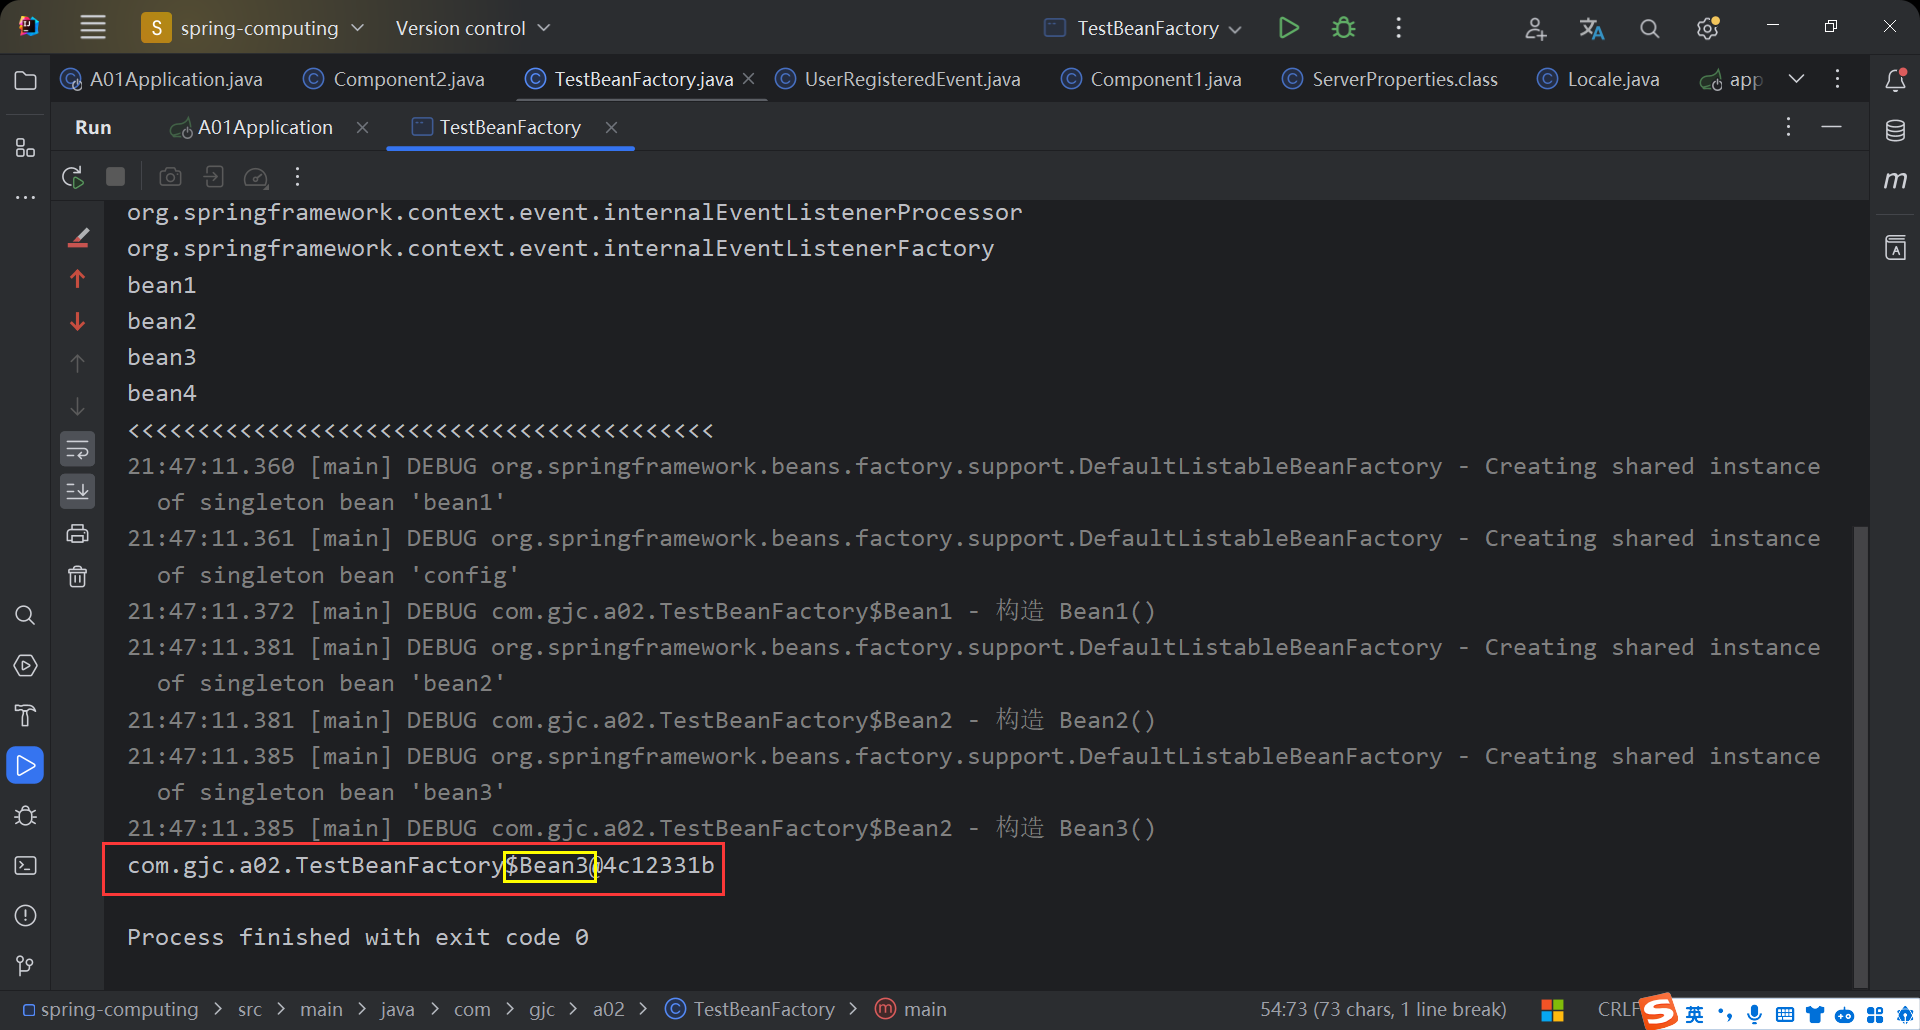 S spring-computing Version control TestBeanFactory
A01Application.java Component2.java TestBeanFactory.java UserRegisteredEvent.java Component1.java ServerProperties.class Locale.java app
Run A01Application TestBeanFactory
org.springframework.context.event.internalEventListenerProcessor
org.springframework.context.event.internalEventListenerFactory
bean1
bean2
bean3
bean4
<<<<<<<<<<<<<<<<<<<<<<<<<<<<<<<<<<<<<<<<<<
21:47:11.360 [main] DEBUG org.springframework.beans.factory.support.DefaultListableBeanFactory - Creating shared instance
of singleton bean 'bean1'
21:47:11.361 [main] DEBUG org.springframework.beans.factory.support.DefaultListableBeanFactory - Creating shared instance
of singleton bean 'config'
21:47:11.372 [main] DEBUG com.gjc.a02.TestBeanFactory$Bean1 - 构造 Bean1()
21:47:11.381 [main] DEBUG org.springframework.beans.factory.support.DefaultListableBeanFactory - Creating shared instance
of singleton bean 'bean2'
21:47:11.381 [main] DEBUG com.gjc.a02.TestBeanFactory$Bean2 - 构造 Bean2()
21:47:11.385 [main] DEBUG org.springframework.beans.factory.support.DefaultListableBeanFactory - Creating shared instance
of singleton bean 'bean3'
21:47:11.385 [main] DEBUG com.gjc.a02.TestBeanFactory$Bean2 - 构造 Bean3()
com.gjc.a02.TestBeanFactory$Bean3@4c12331b
Process finished with exit code 0
spring-computing > src > main > java > com > gjc > a02 > TestBeanFactory > main 54:73 (73 chars, 1 line break) CRLF 英